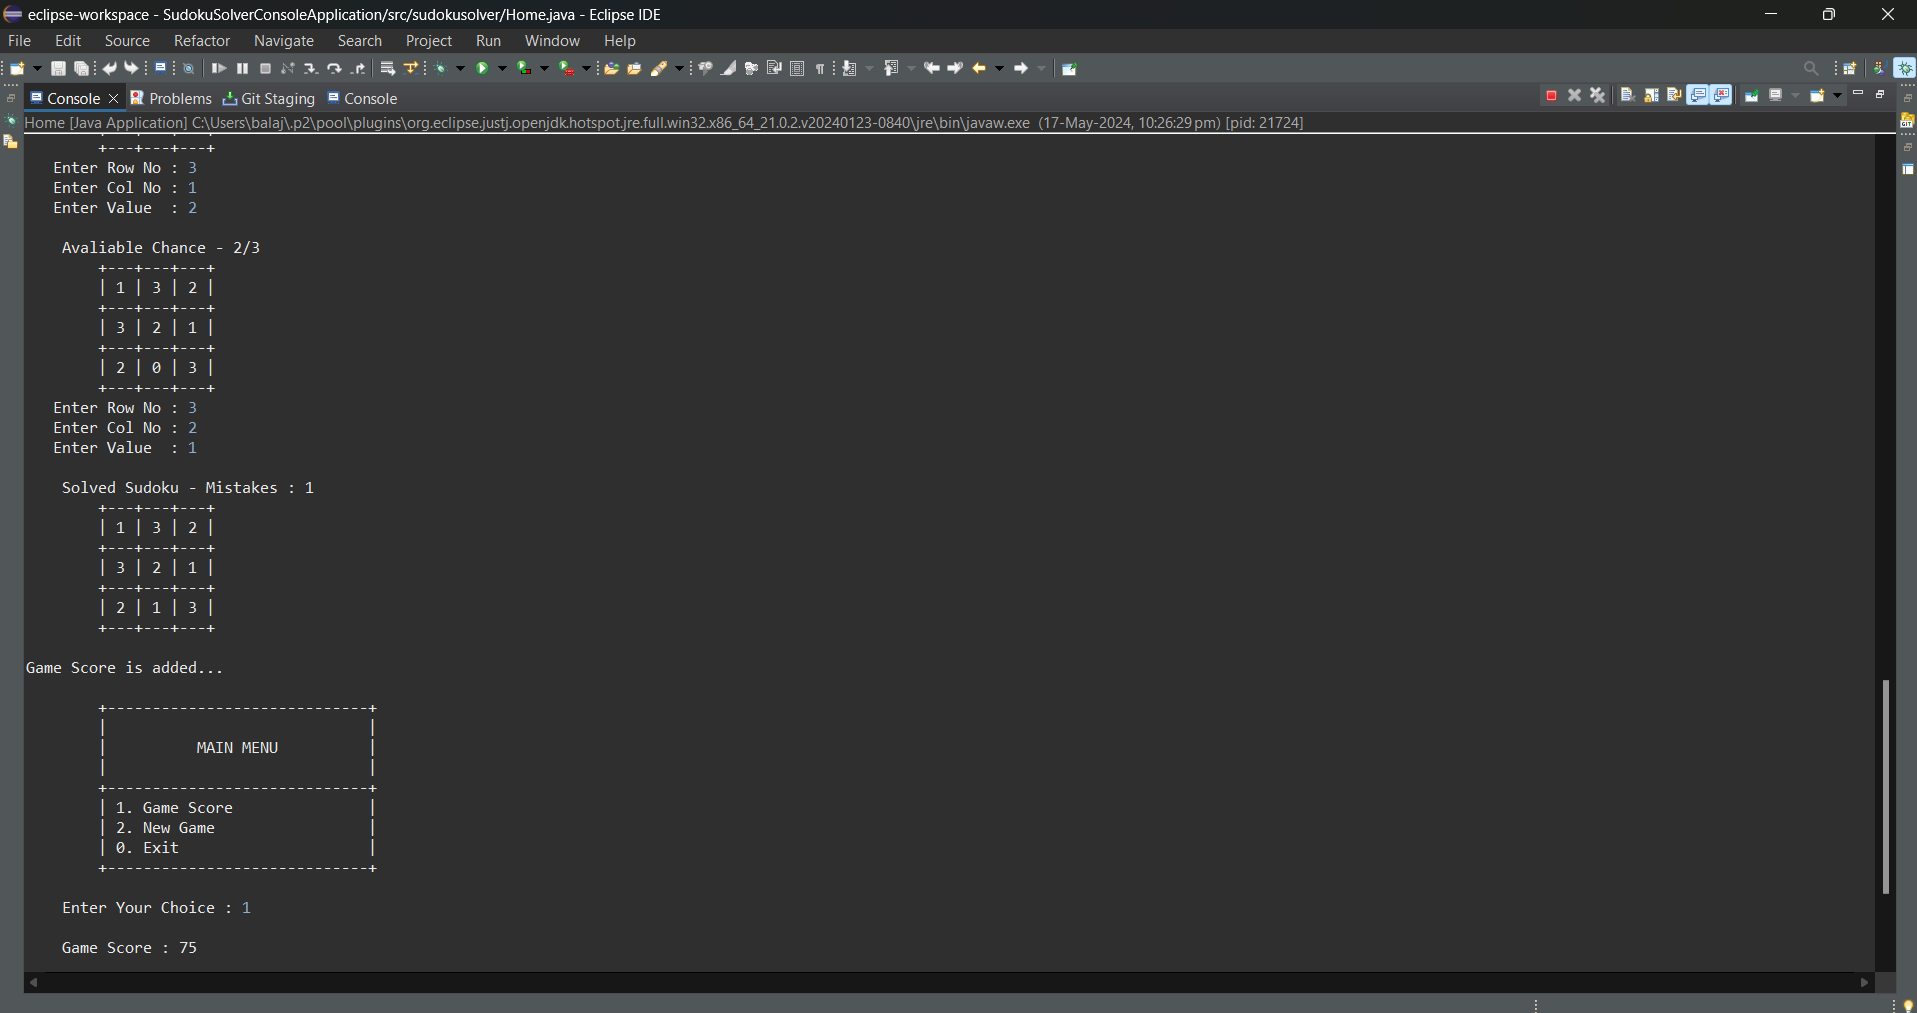 eclipse-workspace - SudokuSolverConsoleApplication/src/sudokusolver/Home.java - Eclipse IDE
File Edit Source Refactor Navigate Search Project Run Window Help
Console Problems Git Staging Console
Home [Java Application] C:\Users\balaj\.p2\pool\plugins\org.eclipse.justj.openjdk.hotspot.jre.full.win32.x86_64_21.0.2.v20240123-0840\jre\bin\javaw.exe (17-May-2024, 10:26:29 pm) [pid: 21724]
+---+---+---+
Enter Row No : 3
Enter Col No : 1
Enter Value : 2
Avaliable Chance - 2/3
+---+---+---+
| 1 | 3 | 2 |
+---+---+---+
| 3 | 2 | 1 |
+---+---+---+
| 2 | 0 | 3 |
+---+---+---+
Enter Row No : 3
Enter Col No : 2
Enter Value : 1
Solved Sudoku - Mistakes : 1
+---+---+---+
| 1 | 3 | 2 |
+---+---+---+
| 3 | 2 | 1 |
+---+---+---+
| 2 | 1 | 3 |
+---+---+---+
Game Score is added...
+-----------------------------+
| |
| MAIN MENU |
| |
+-----------------------------+
| 1. Game Score |
| 2. New Game |
| 0. Exit |
+-----------------------------+
Enter Your Choice : 1
Game Score : 75